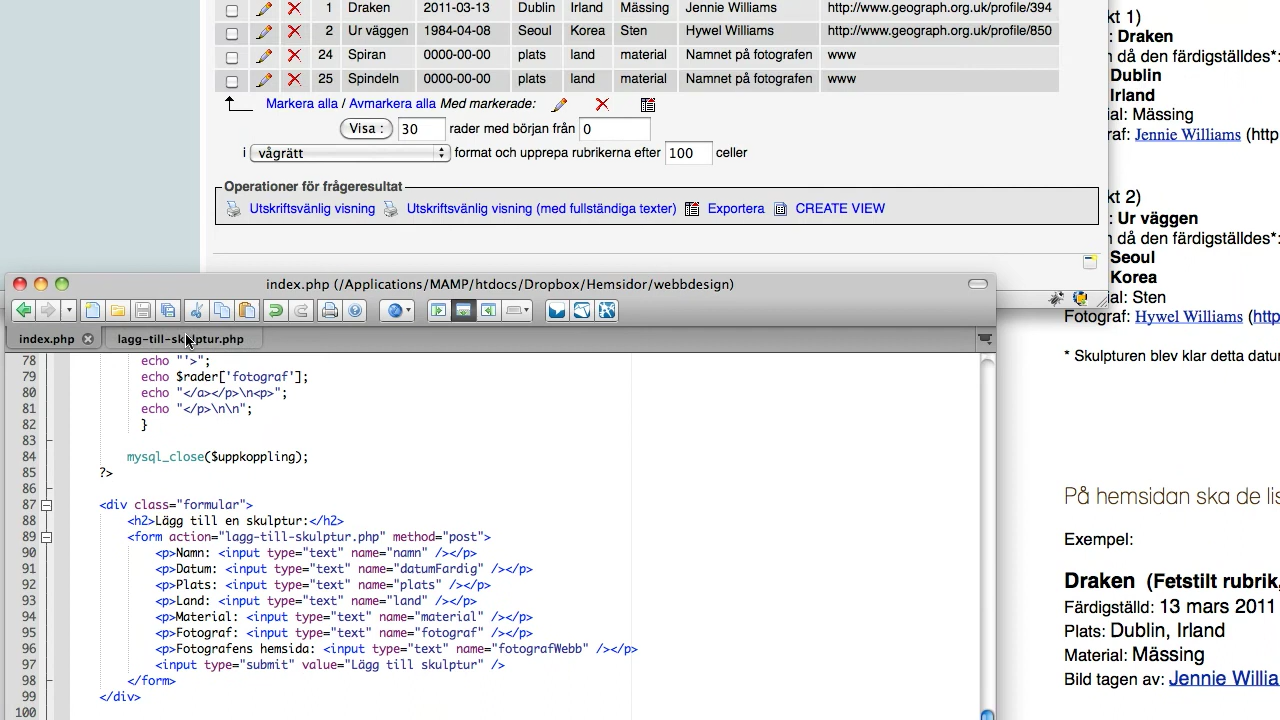 1 Draken 2011-03-13 Dublin Irland Mässing Jennie Williams http://www.geograph.org.uk/profile/394
2 Ur väggen 1984-04-08 Seoul Korea Sten Hywel Williams http://www.geograph.org.uk/profile/850
24 Spiran 0000-00-00 plats land material Namnet på fotografen www
25 Spindeln 0000-00-00 plats land material Namnet på fotografen www
Markera alla / Avmarkera alla Med markerade:
Visa : 30 rader med början från 0
i vågrätt format och upprepa rubrikerna efter 100 celler
Operationer för frågeresultat
Utskriftsvänlig visning Utskriftsvänlig visning (med fullständiga texter) Exportera CREATE VIEW
index.php (/Applications/MAMP/htdocs/Dropbox/Hemsidor/webbdesign)
index.php lagg-till-skulptur.php
78 echo "'>";
79 echo $rader['fotograf'];
80 echo "</a></p>\n<p>";
81 echo "</p>\n\n";
82 }
83
84 mysql_close($uppkoppling);
85 ?>
86
87 <div class="formular">
88 <h2>Lägg till en skulptur:</h2>
89 <form action="lagg-till-skulptur.php" method="post">
90 <p>Namn: <input type="text" name="namn" /></p>
91 <p>Datum: <input type="text" name="datumFardig" /></p>
92 <p>Plats: <input type="text" name="plats" /></p>
93 <p>Land: <input type="text" name="land" /></p>
94 <p>Material: <input type="text" name="material" /></p>
95 <p>Fotograf: <input type="text" name="fotograf" /></p>
96 <p>Fotografens hemsida: <input type="text" name="fotografWebb" /></p>
97 <input type="submit" value="Lägg till skulptur" />
98 </form>
99 </div>
100
kt 1)
: Draken
n då den färdigställdes*:
Dublin
Irland
al: Mässing
raf: Jennie Williams (http
kt 2)
: Ur väggen
n då den färdigställdes*:
Seoul
Korea
al: Sten
Fotograf: Hywel Williams (http
* Skulpturen blev klar detta datu
På hemsidan ska de lis
Exempel:
Draken (Fetstilt rubrik,
Färdigställd: 13 mars 2011
Plats: Dublin, Irland
Material: Mässing
Bild tagen av: Jennie Willia